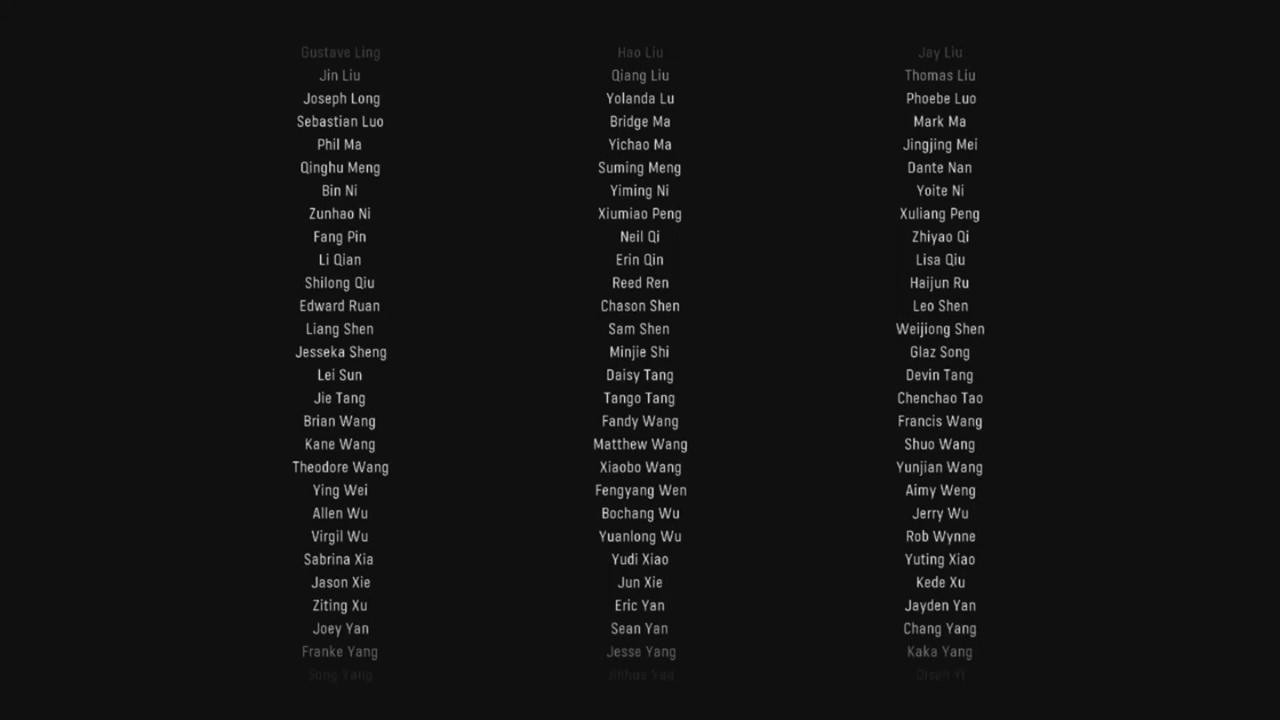 Gustave Ling Hao Liu Jay Liu
Jin Liu Qiang Liu Thomas Liu
Joseph Long Yolanda Lu Phoebe Luo
Sebastian Luo Bridge Ma Mark Ma
Phil Ma Yichao Ma Jingjing Mei
Qinghu Meng Suming Meng Dante Nan
Bin Ni Yiming Ni Yoite Ni
Zunhao Ni Xiumiao Peng Xuliang Peng
Fang Pin Neil Qi Zhiyao Qi
Li Qian Erin Qin Lisa Qiu
Shilong Qiu Reed Ren Haijun Ru
Edward Ruan Chason Shen Leo Shen
Liang Shen Sam Shen Weijiong Shen
Jesseka Sheng Minjie Shi Glaz Song
Lei Sun Daisy Tang Devin Tang
Jie Tang Tango Tang Chenchao Tao
Brian Wang Fandy Wang Francis Wang
Kane Wang Matthew Wang Shuo Wang
Theodore Wang Xiaobo Wang Yunjian Wang
Ying Wei Fengyang Wen Aimy Weng
Allen Wu Bochang Wu Jerry Wu
Virgil Wu Yuanlong Wu Rob Wynne
Sabrina Xia Yudi Xiao Yuting Xiao
Jason Xie Jun Xie Kede Xu
Ziting Xu Eric Yan Jayden Yan
Joey Yan Sean Yan Chang Yang
Franke Yang Jesse Yang Kaka Yang
Yang